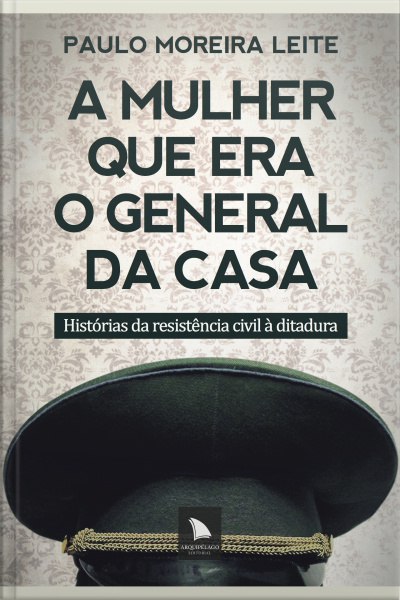 PAULO MOREIRA LEITE
A MULHER
QUE ERA
O GENERAL
DA CASA
Histórias da resistência civil à ditadura
ARQUIPÉLAGO
EDITORIAL